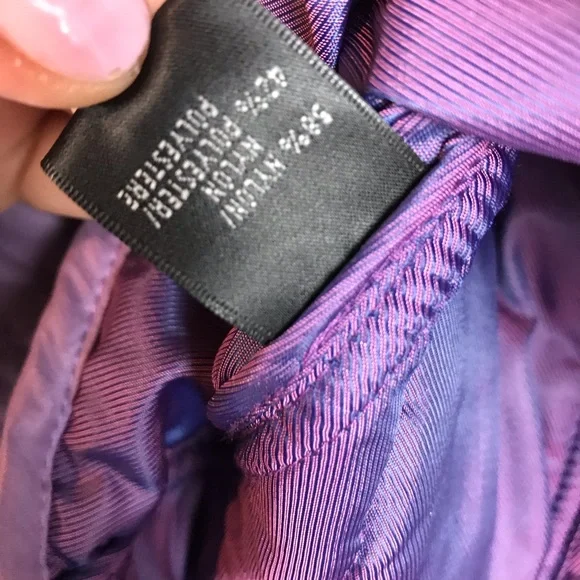 58% NYLON/
NYLON
42% POLYESTER/
POLYESTERE